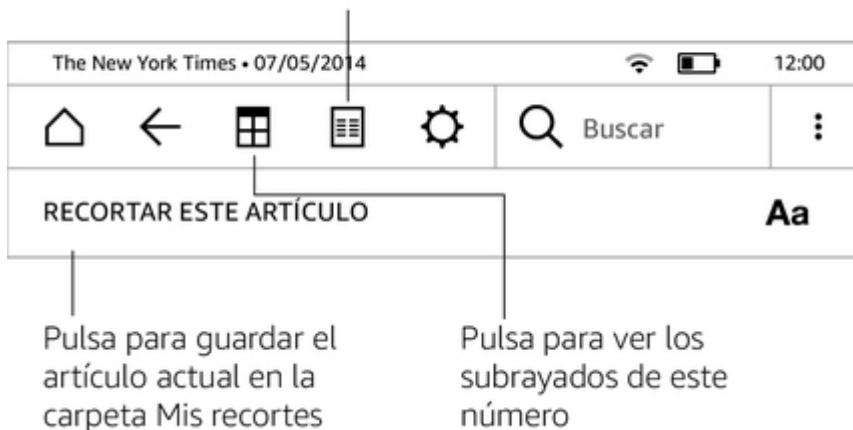 The New York Times • 07/05/2014 12:00
Buscar
RECORTAR ESTE ARTÍCULO Aa
Pulsa para guardar el
artículo actual en la
carpeta Mis recortes
Pulsa para ver los
subrayados de este
número